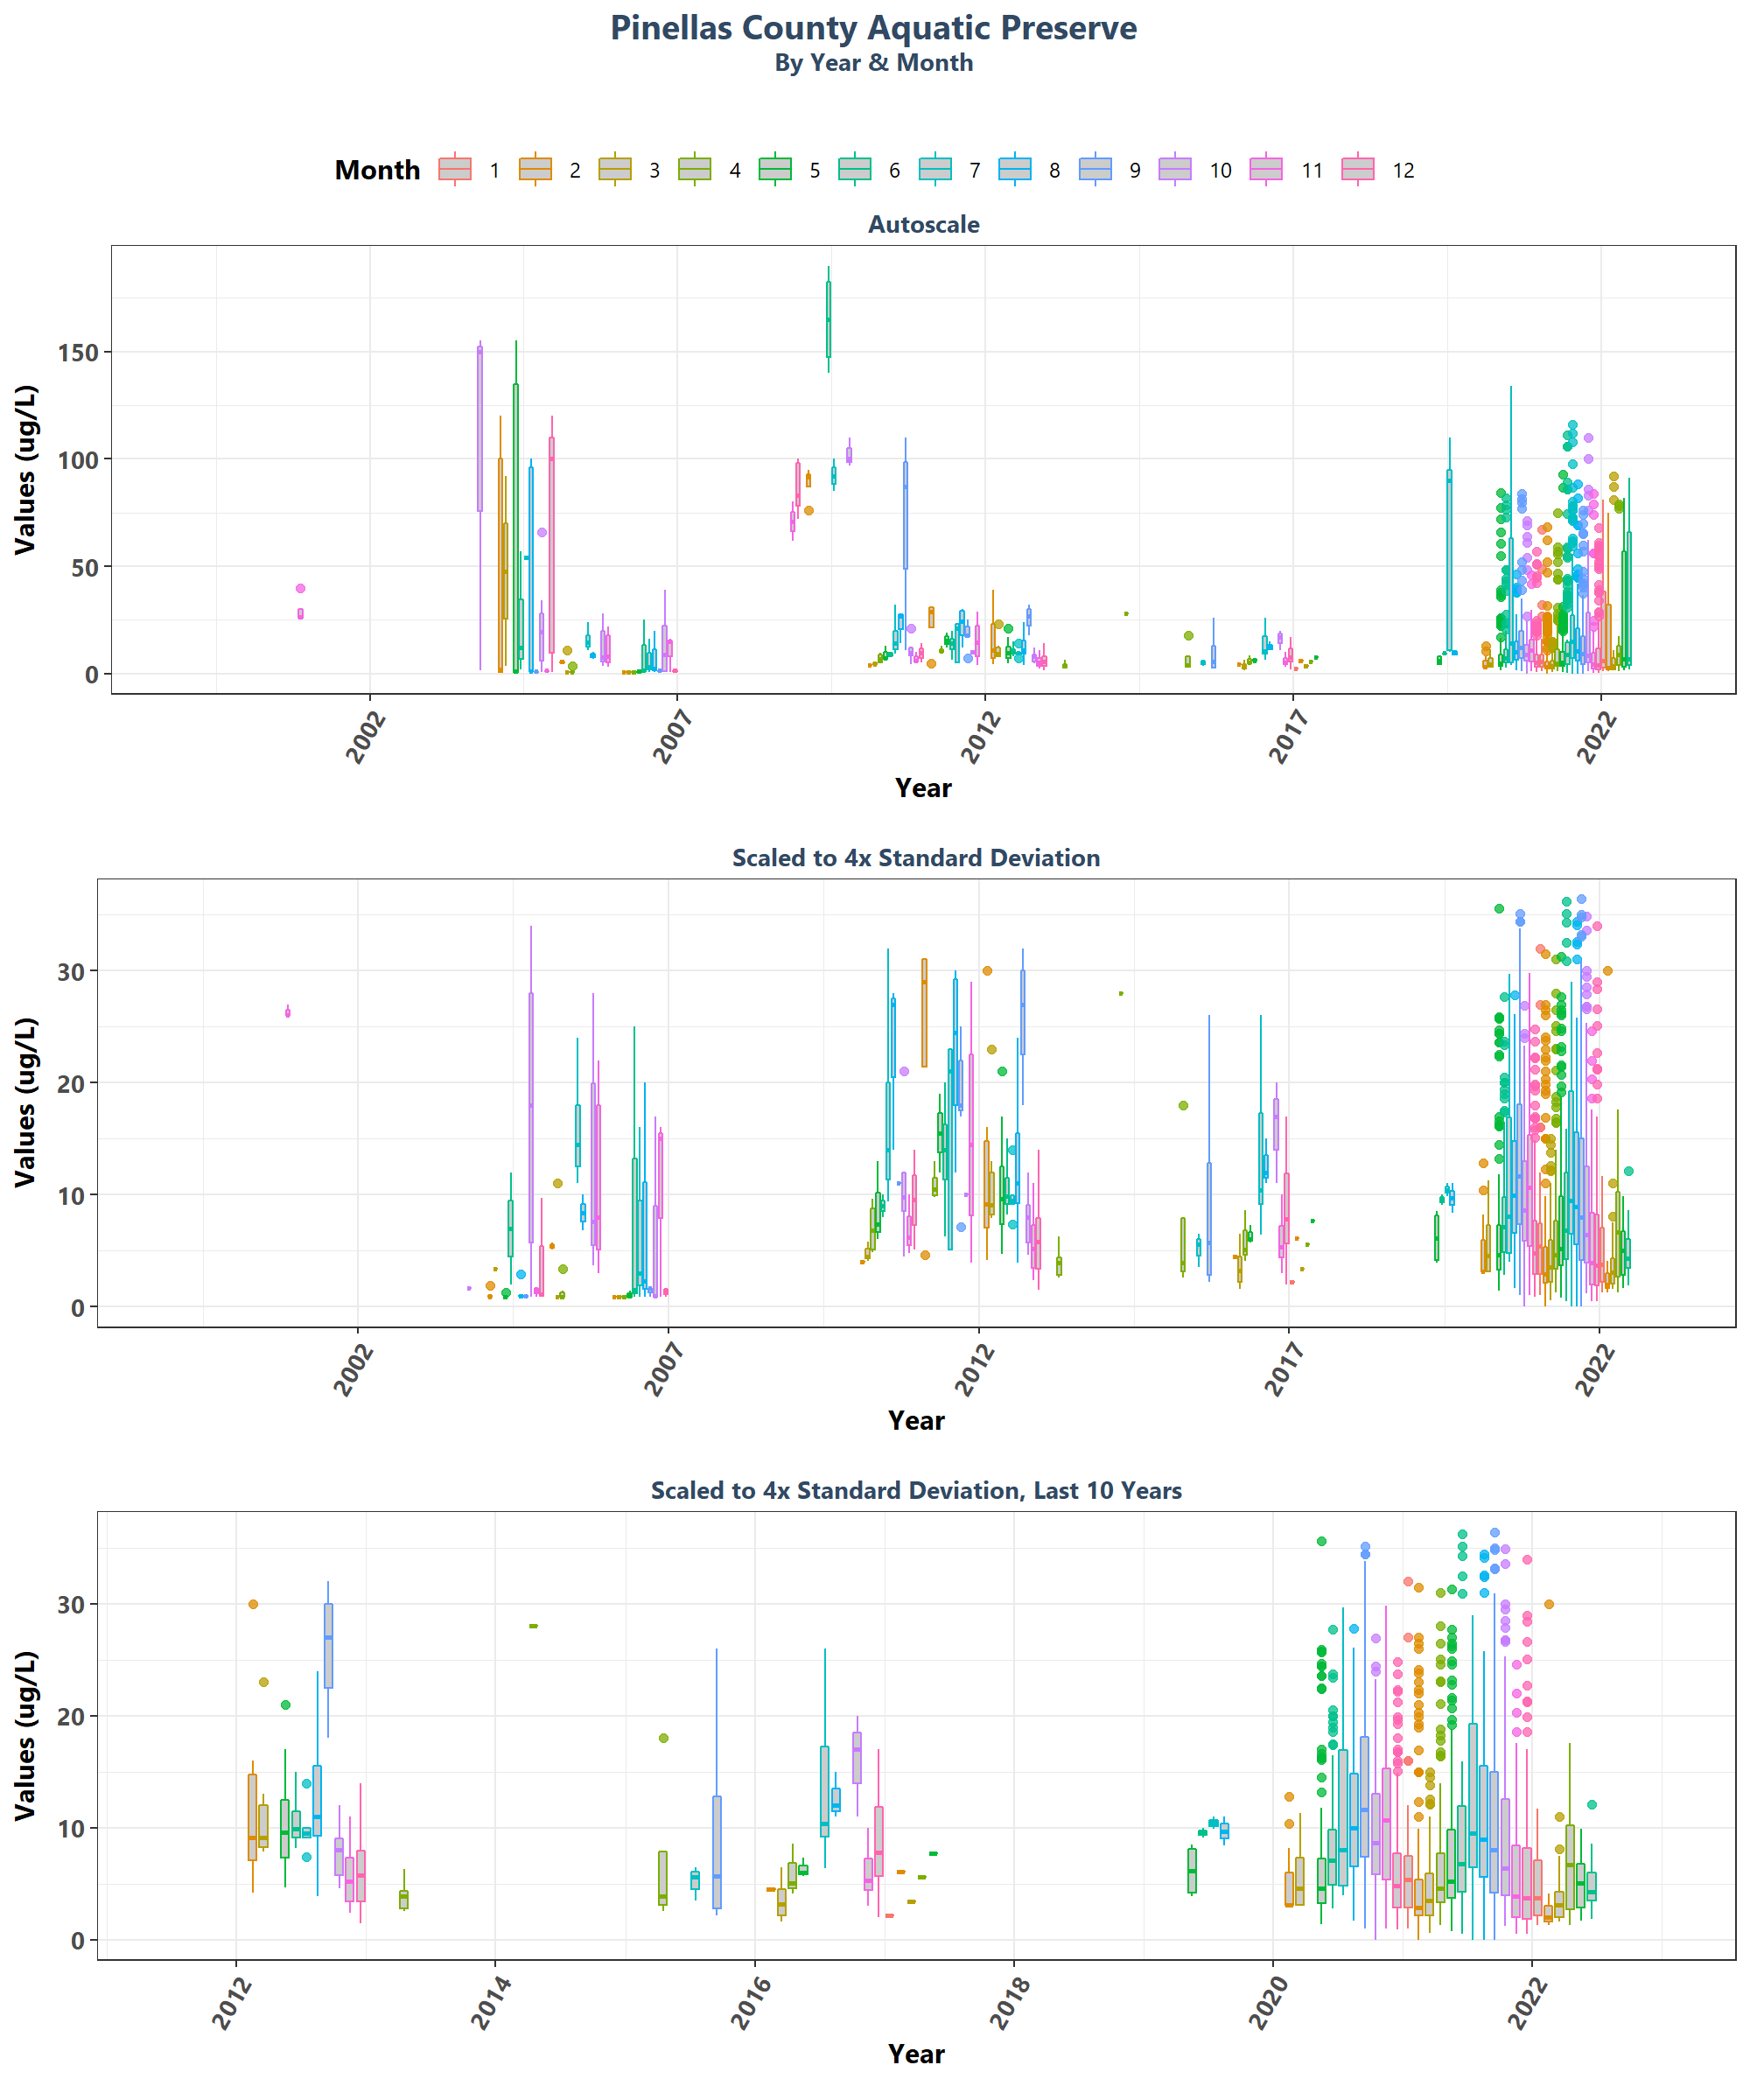 Pinellas County Aquatic Preserve
By Year & Month
Month 1 2 3 4 5 6 7 8 9 10 11 12
Autoscale
Values (ug/L)
150
100
50
0
2002 2007 2012 2017 2022
Year
Scaled to 4x Standard Deviation
Values (ug/L)
30
20
10
0
2002 2007 2012 2017 2022
Year
Scaled to 4x Standard Deviation, Last 10 Years
Values (ug/L)
30
20
10
0
2012 2014 2016 2018 2020 2022
Year